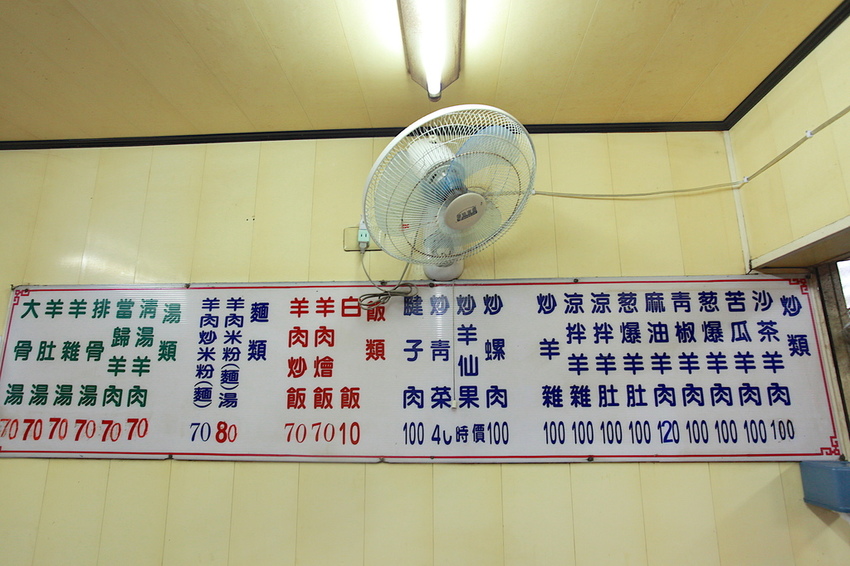 炒類
沙茶羊肉 100
苦瓜羊肉 100
葱爆羊肉 100
青椒羊肉 100
麻油羊肉 120
葱爆羊肚 100
涼拌羊肚 100
涼拌羊雜 100
炒羊雜 100
炒螺肉 100
炒羊仙果 時價
炒青菜
腱子肉 100
飯類
白飯 10
羊肉燴飯 70
羊肉炒飯 70
麵類
羊肉米粉(麵)湯 80
羊肉炒米粉(麵) 70
湯類
清湯羊肉 70
當歸羊肉 70
排骨湯 70
羊雜湯 70
羊肚湯 70
大骨湯 70